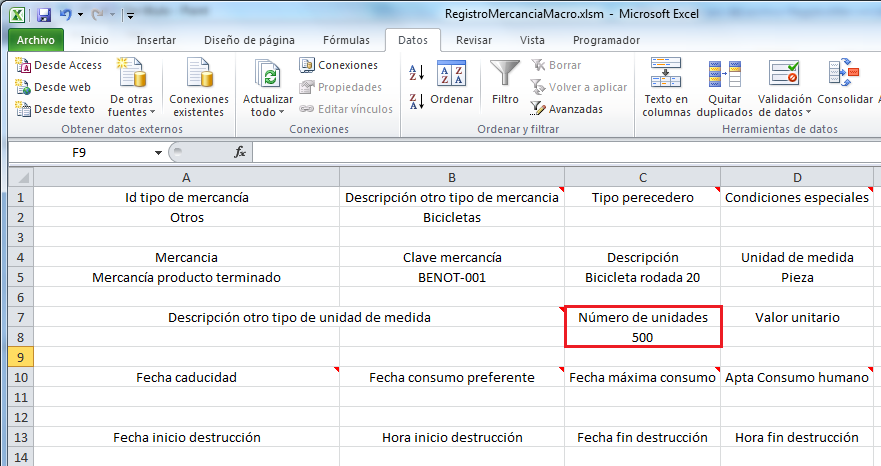 RegistroMercanciaMacro.xlsm - Microsoft Excel
Archivo Inicio Insertar Diseño de página Fórmulas Datos Revisar Vista Programador
Desde Access
Desde web
Desde texto
De otras fuentes
Conexiones existentes
Obtener datos externos
Actualizar todo
Conexiones
Propiedades
Editar vínculos
Conexiones
Ordenar
Filtro
Borrar
Volver a aplicar
Avanzadas
Ordenar y filtrar
Texto en columnas
Quitar duplicados
Validación de datos
Consolidar
Herramientas de datos
F9 fx
A B C D
1 Id tipo de mercancía Descripción otro tipo de mercancia Tipo perecedero Condiciones especiales
2 Otros Bicicletas
3
4 Mercancia Clave mercancía Descripción Unidad de medida
5 Mercancía producto terminado BENOT-001 Bicicleta rodada 20 Pieza
6
7 Descripción otro tipo de unidad de medida Número de unidades Valor unitario
8 500
9
10 Fecha caducidad Fecha consumo preferente Fecha máxima consumo Apta Consumo humano
11
12
13 Fecha inicio destrucción Hora inicio destrucción Fecha fin destrucción Hora fin destrucción
14